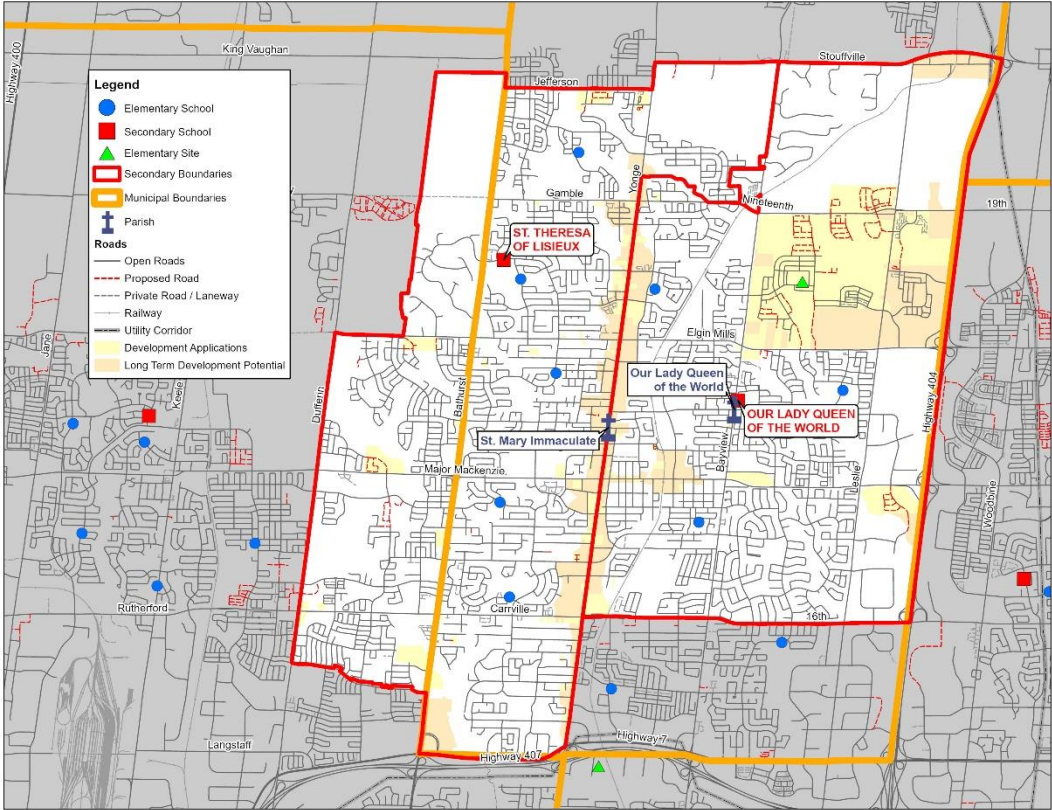 King Vaughan
Highway 400
Stouffville
Jefferson
Legend
Elementary School
Secondary School
Elementary Site
Secondary Boundaries
Municipal Boundaries
Parish
Roads
Open Roads
Proposed Road
Private Road / Laneway
Railway
Utility Corridor
Development Applications
Long Term Development Potential
Yonge
Gamble
Nineteenth
19th
ST. THERESA
OF LISIEUX
Elgin Mills
Jane
Keele
Dufferin
Bathurst
Our Lady Queen
of the World
OUR LADY QUEEN
OF THE WORLD
Highway 404
St. Mary Immaculate
Bayview
Leslie
Major Mackenzie
Woodbine
Rutherford
Carrville
16th
Langstaff
Highway 407
Highway 7